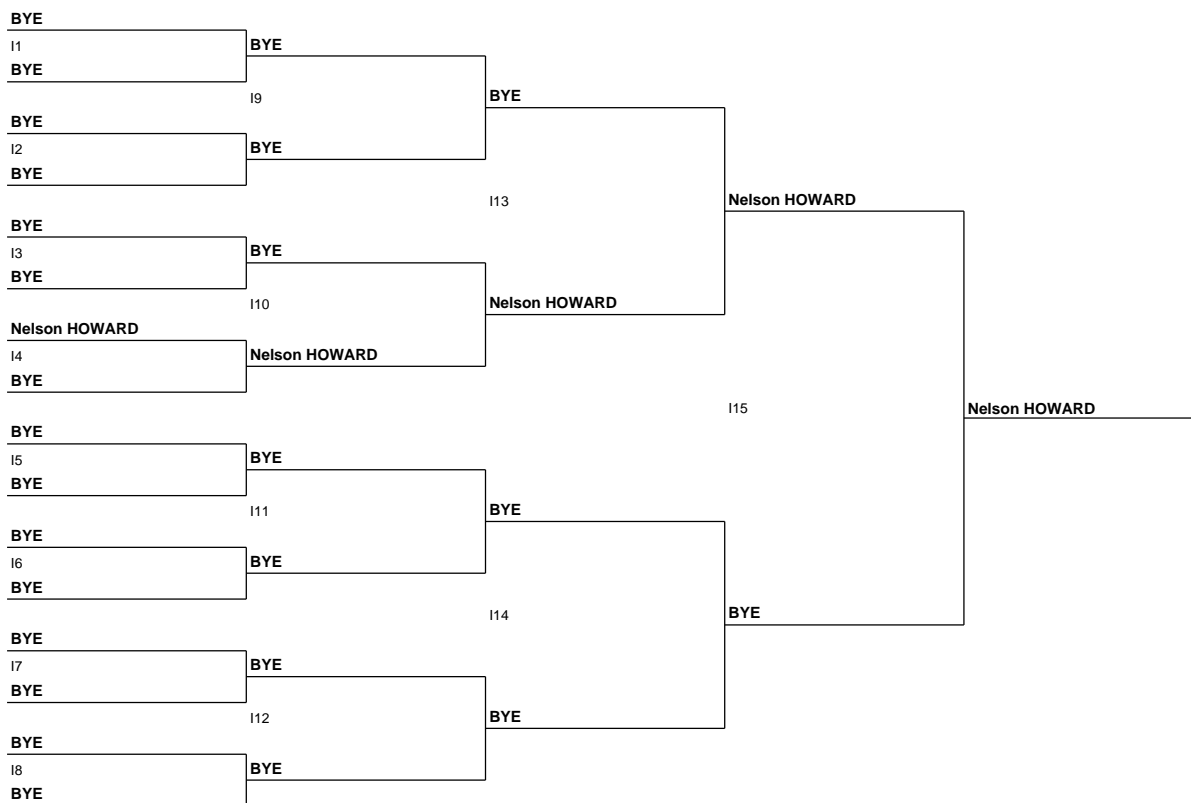 BYE
I1
BYE
BYE
I9
BYE
I2
BYE
BYE
BYE
I13
BYE
I3
BYE
BYE
I10
Nelson HOWARD
I4
BYE
Nelson HOWARD
Nelson HOWARD
Nelson HOWARD
I15
Nelson HOWARD
BYE
I5
BYE
BYE
I11
BYE
I6
BYE
BYE
BYE
I14
BYE
BYE
I7
BYE
BYE
I12
BYE
I8
BYE
BYE
BYE